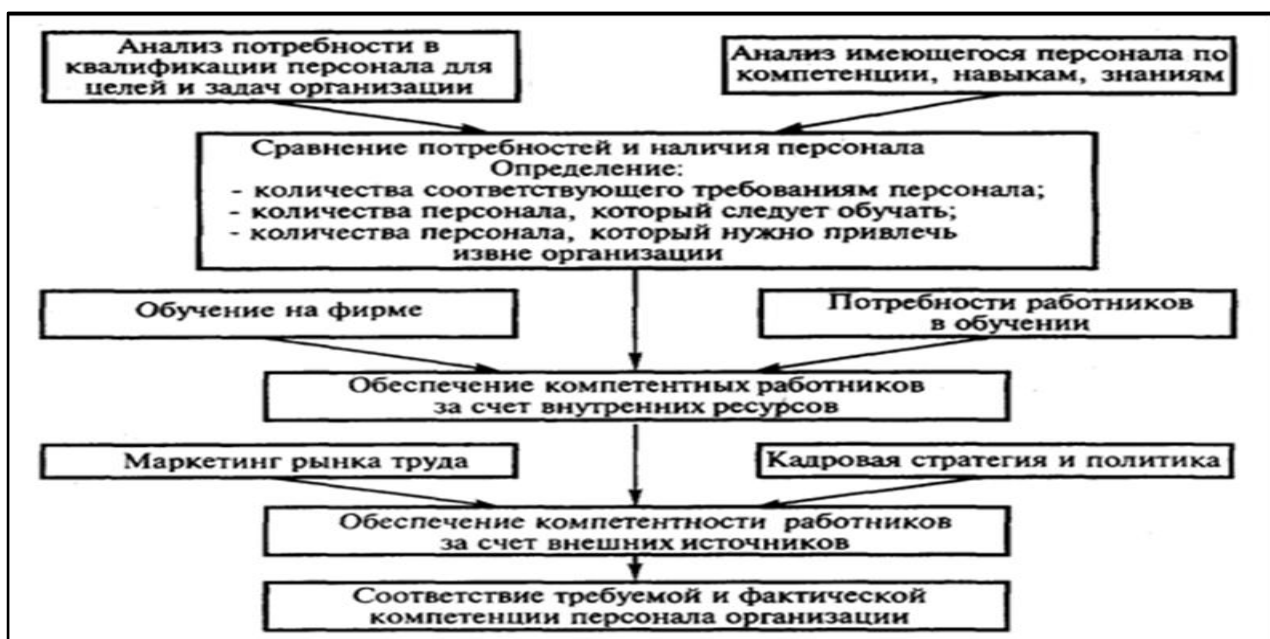 Анализ потребности в
квалификации персонала для
целей и задач организации
Анализ имеющегося персонала по
компетенции, навыкам, знаниям
Сравнение потребностей и наличия персонала
Определение:
- количества соответствующего требованиям персонала;
- количества персонала, который следует обучать;
- количества персонала, который нужно привлечь
извне организации
Обучение на фирме
Потребности работников
в обучении
Обеспечение компетентных работников
за счет внутренних ресурсов
Маркетинг рынка труда
Кадровая стратегия и политика
Обеспечение компетентности работников
за счет внешних источников
Соответствие требуемой и фактической
компетенции персонала организации